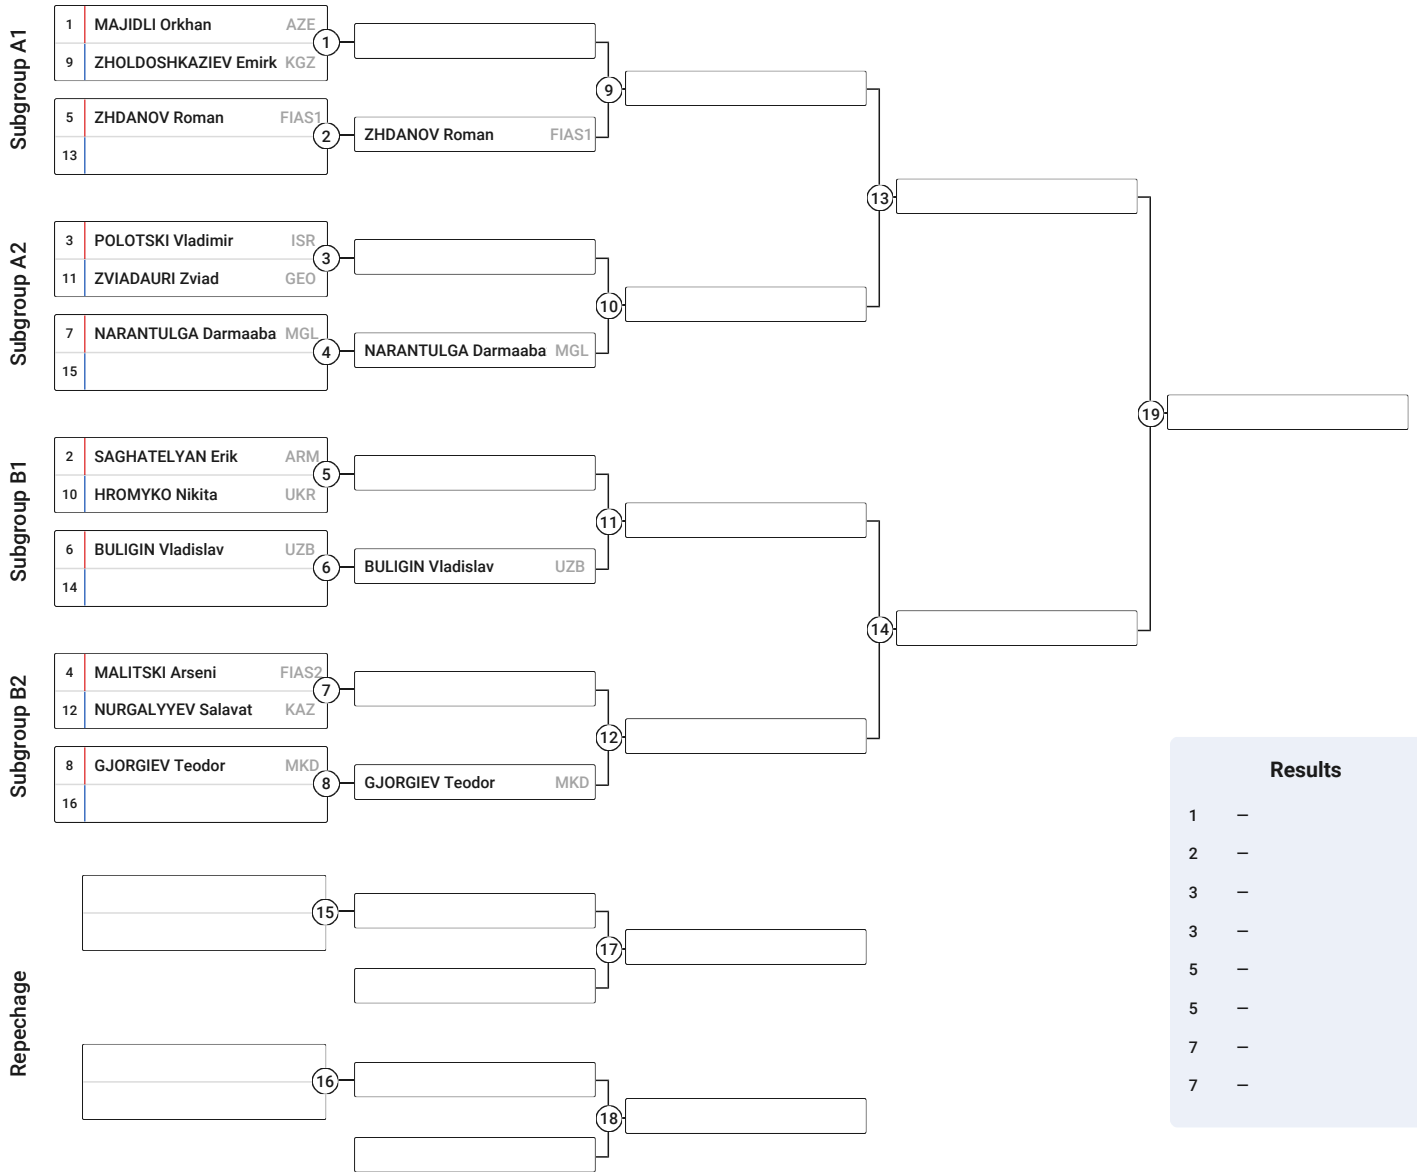 Subgroup A1
1 MAJIDLI Orkhan AZE
9 ZHOLDOSHKAZIEV Emirk KGZ
1
5 ZHDANOV Roman FIAS1
13
2
ZHDANOV Roman FIAS1
9
Subgroup A2
3 POLOTSKI Vladimir ISR
11 ZVIADAURI Zviad GEO
3
7 NARANTULGA Darmaaba MGL
15
4
NARANTULGA Darmaaba MGL
10
13
Subgroup B1
2 SAGHATELYAN Erik ARM
10 HROMYKO Nikita UKR
5
6 BULIGIN Vladislav UZB
14
6
BULIGIN Vladislav UZB
11
Subgroup B2
4 MALITSKI Arseni FIAS2
12 NURGALYYEV Salavat KAZ
7
8 GJORGIEV Teodor MKD
16
8
GJORGIEV Teodor MKD
12
14
19
Repechage
15
17
16
18
Results
1 –
2 –
3 –
3 –
5 –
5 –
7 –
7 –